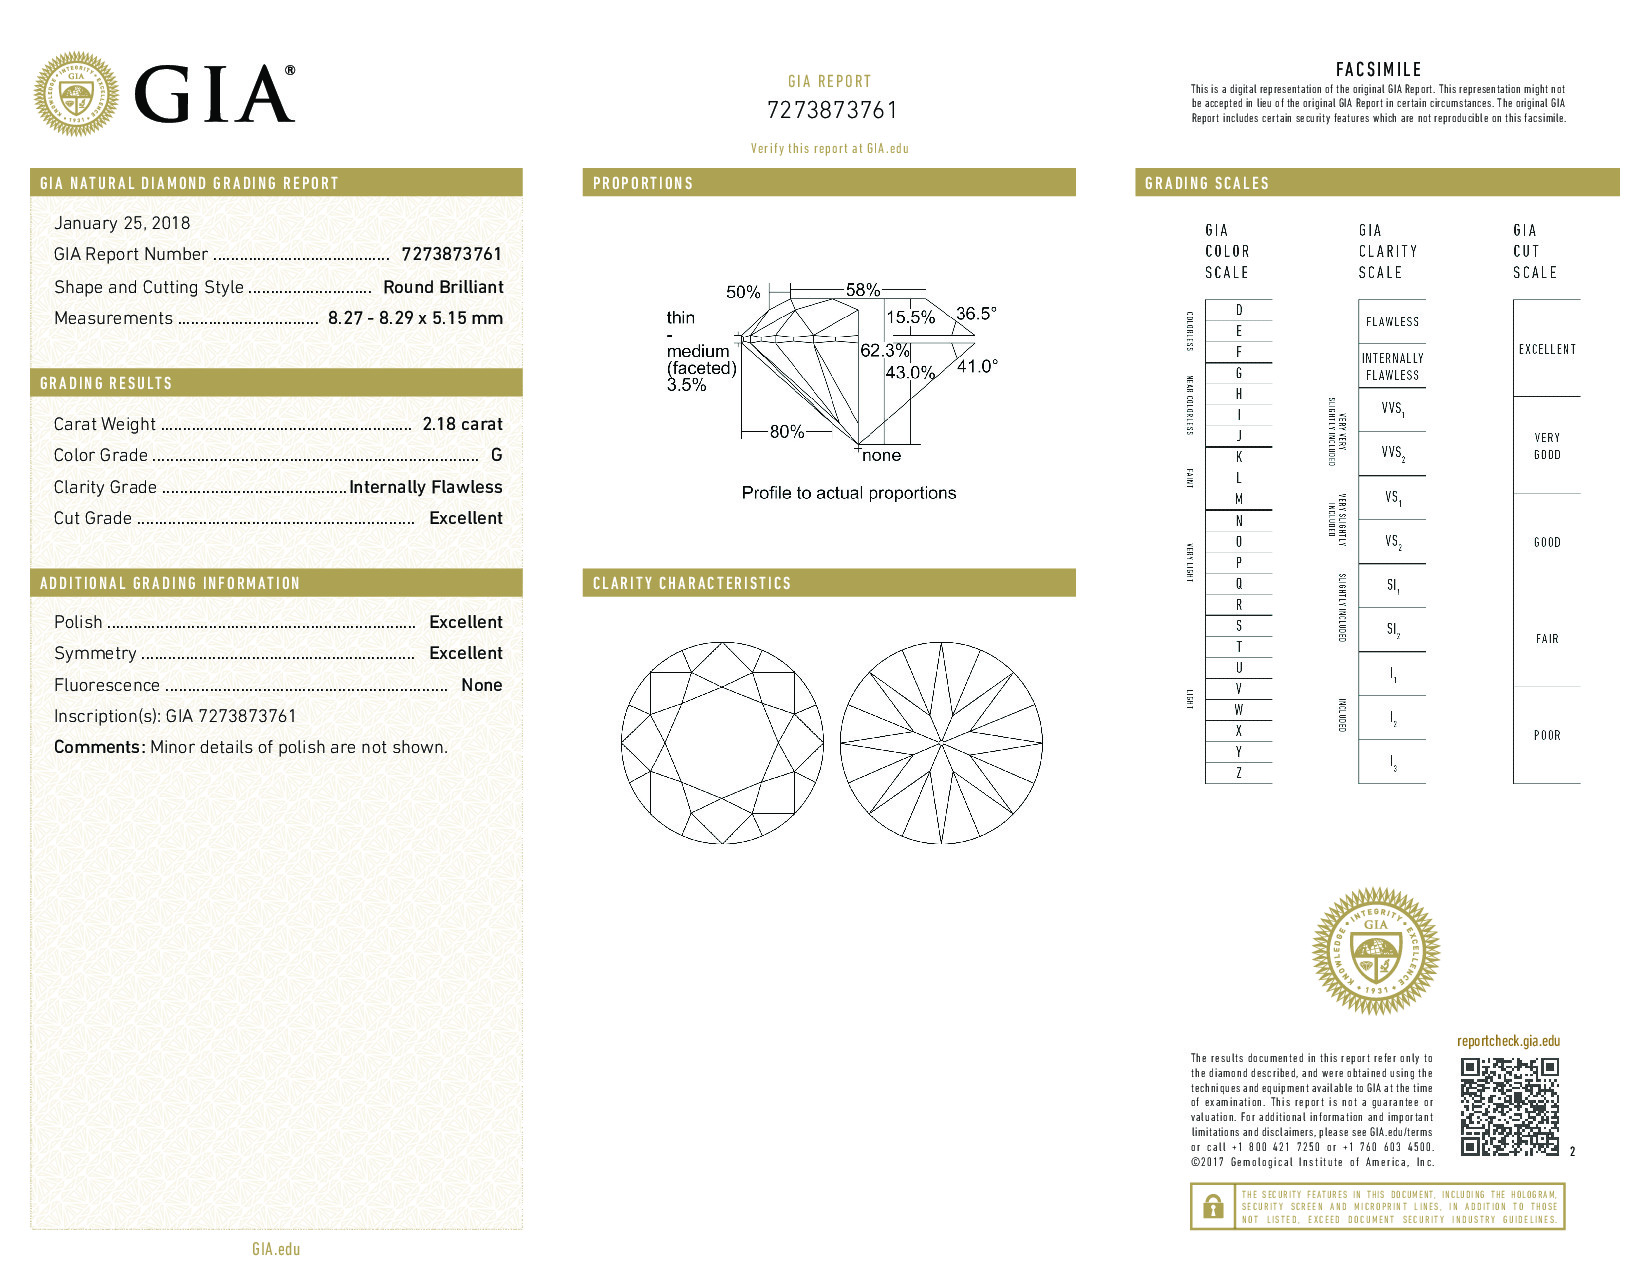 GIA®
GIA REPORT
7273873761
Verify this report at GIA.edu
FACSIMILE
This is a digital representation of the original GIA Report. This representation might not
be accepted in lieu of the original GIA Report in certain circumstances. The original GIA
Report includes certain security features which are not reproducible on this facsimile.
GIA NATURAL DIAMOND GRADING REPORT
January 25, 2018
GIA Report Number ........................................ 7273873761
Shape and Cutting Style ............................ Round Brilliant
Measurements ................................ 8.27 - 8.29 x 5.15 mm
GRADING RESULTS
Carat Weight ......................................................... 2.18 carat
Color Grade .......................................................................... G
Clarity Grade .......................................... Internally Flawless
Cut Grade ............................................................... Excellent
ADDITIONAL GRADING INFORMATION
Polish ...................................................................... Excellent
Symmetry .............................................................. Excellent
Fluorescence ................................................................ None
Inscription(s): GIA 7273873761
Comments: Minor details of polish are not shown.
GIA.edu
PROPORTIONS
50%
58%
thin
-
medium
(faceted)
3.5%
15.5%
36.5°
62.3%
43.0%
41.0°
80%
none
Profile to actual proportions
CLARITY CHARACTERISTICS
GRADING SCALES
GIA
COLOR
SCALE
COLORLESS
D
E
F
NEAR COLORLESS
G
H
I
J
FAINT
K
L
M
VERY LIGHT
N
O
P
Q
R
LIGHT
S
T
U
V
W
X
Y
Z
GIA
CLARITY
SCALE
FLAWLESS
INTERNALLY
FLAWLESS
VERY VERY
SLIGHTLY INCLUDED
VVS1
VVS2
VERY SLIGHTLY
INCLUDED
VS1
VS2
SLIGHTLY INCLUDED
SI1
SI2
INCLUDED
I1
I2
I3
GIA
CUT
SCALE
EXCELLENT
VERY
GOOD
GOOD
FAIR
POOR
KNOWLEDGE • INTEGRITY • EXCELLENCE
GIA
• 1931 •
reportcheck.gia.edu
The results documented in this report refer only to
the diamond described, and were obtained using the
techniques and equipment available to GIA at the time
of examination. This report is not a guarantee or
valuation. For additional information and important
limitations and disclaimers, please see GIA.edu/terms
or call +1 800 421 7250 or +1 760 603 4500.
©2017 Gemological Institute of America, Inc.
2
THE SECURITY FEATURES IN THIS DOCUMENT, INCLUDING THE HOLOGRAM,
SECURITY SCREEN AND MICROPRINT LINES, IN ADDITION TO THOSE
NOT LISTED, EXCEED DOCUMENT SECURITY INDUSTRY GUIDELINES.